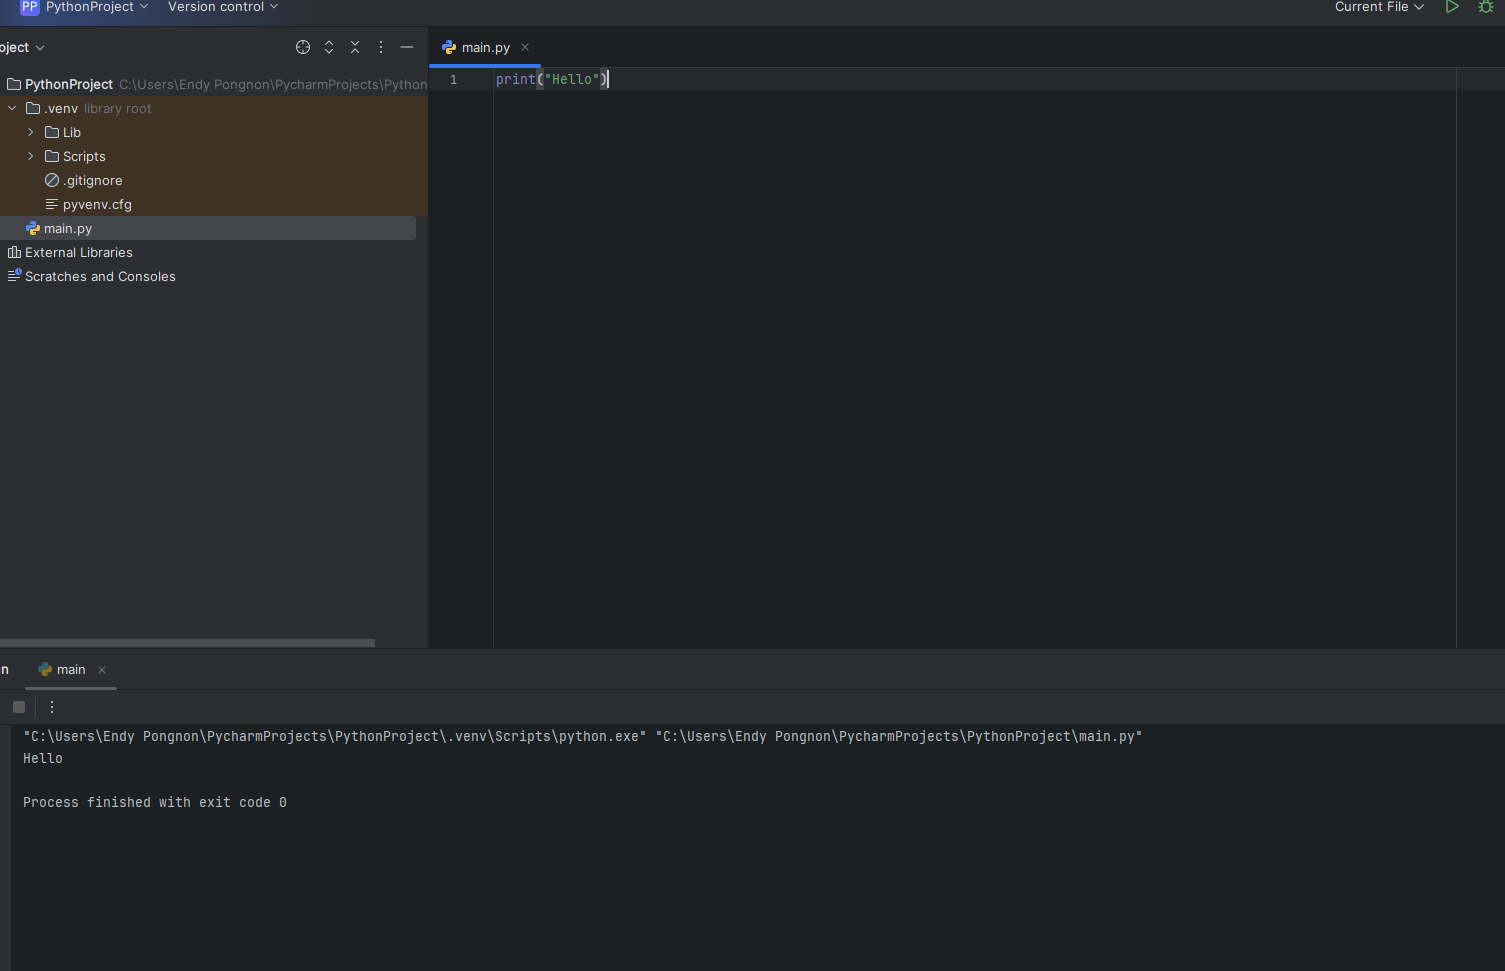 PP PythonProject Version control Current File
oject
main.py
PythonProject C:\Users\Endy Pongnon\PycharmProjects\Python
.venv library root
Lib
Scripts
.gitignore
pyvenv.cfg
main.py
External Libraries
Scratches and Consoles
1 print("Hello")
n main
"C:\Users\Endy Pongnon\PycharmProjects\PythonProject\.venv\Scripts\python.exe" "C:\Users\Endy Pongnon\PycharmProjects\PythonProject\main.py"
Hello
Process finished with exit code 0